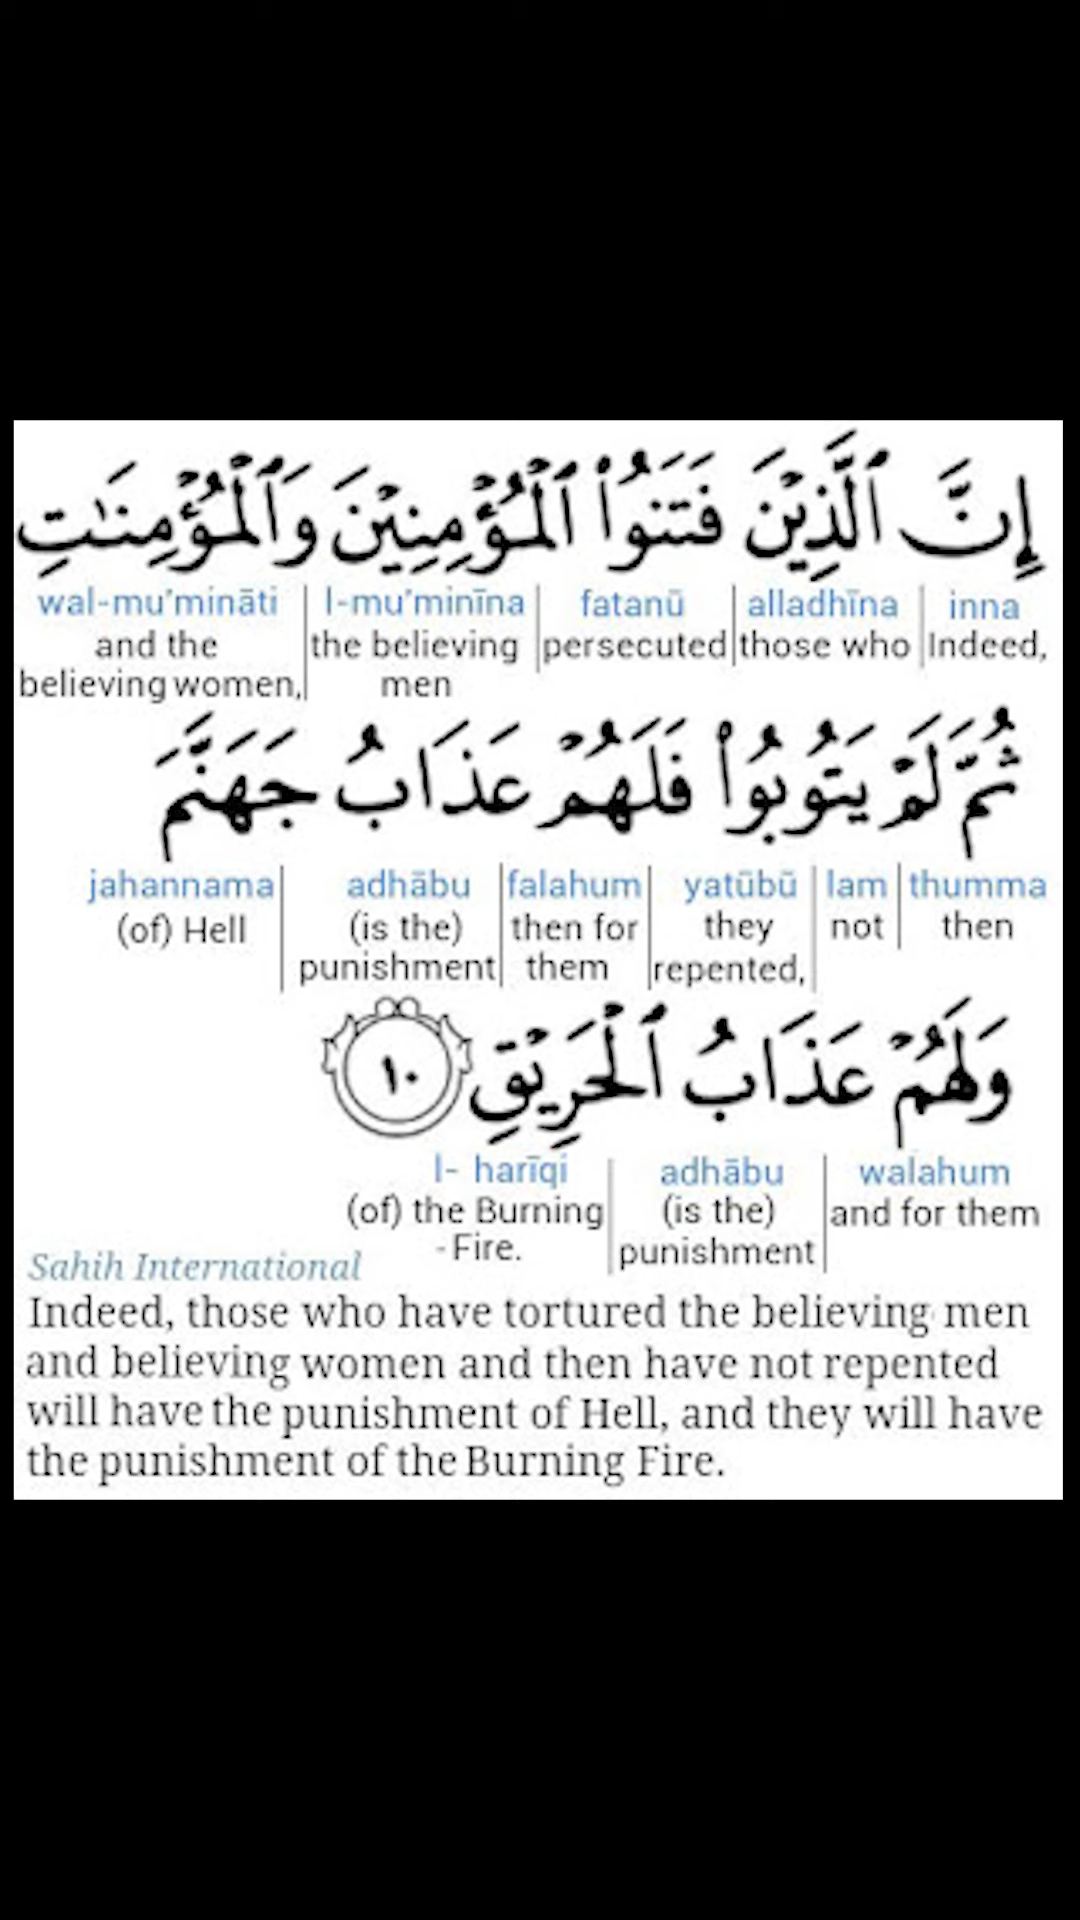 إِنَّ ٱلَّذِيْنَ فَتَنُوا۟ ٱلْمُؤْمِنِيْنَ وَٱلْمُؤْمِنَٰتِ
wal-mu'mināti l-mu'minīna fatanū alladhīna inna
and the the believing persecuted those who Indeed,
believing women, men
ثُمَّ لَمْ يَتُوبُوا۟ فَلَهُمْ عَذَابُ جَهَنَّمَ
jahannama adhābu falahum yatūbū lam thumma
(of) Hell (is the) then for they not then
punishment them repented,
وَلَهُمْ عَذَابُ ٱلْحَرِيْقِ ١٠
l- harīqi adhābu walahum
(of) the Burning (is the) and for them
-Fire. punishment
Sahih International
Indeed, those who have tortured the believing men
and believing women and then have not repented
will have the punishment of Hell, and they will have
the punishment of the Burning Fire.